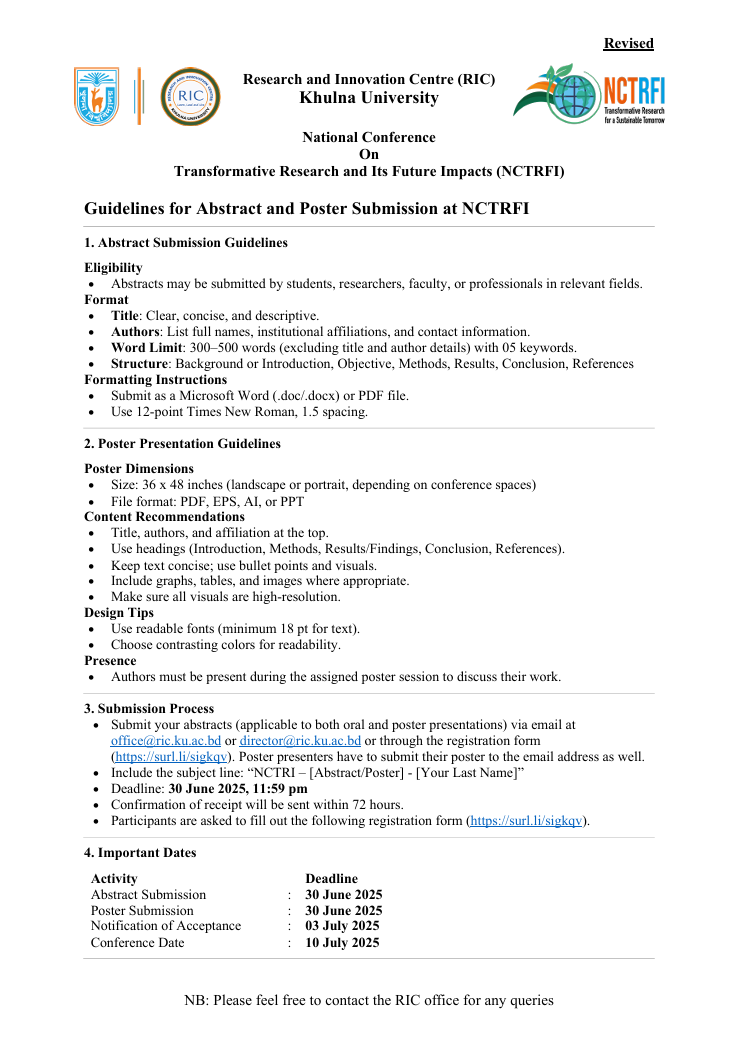 Revised
RIC
NCTRFI
Transformative Research
for a Sustainable Tomorrow
Research and Innovation Centre (RIC)
Khulna University
National Conference
On
Transformative Research and Its Future Impacts (NCTRFI)
Guidelines for Abstract and Poster Submission at NCTRFI
1. Abstract Submission Guidelines
Eligibility
• Abstracts may be submitted by students, researchers, faculty, or professionals in relevant fields.
Format
• Title: Clear, concise, and descriptive.
• Authors: List full names, institutional affiliations, and contact information.
• Word Limit: 300–500 words (excluding title and author details) with 05 keywords.
• Structure: Background or Introduction, Objective, Methods, Results, Conclusion, References
Formatting Instructions
• Submit as a Microsoft Word (.doc/.docx) or PDF file.
• Use 12-point Times New Roman, 1.5 spacing.
2. Poster Presentation Guidelines
Poster Dimensions
• Size: 36 x 48 inches (landscape or portrait, depending on conference spaces)
• File format: PDF, EPS, AI, or PPT
Content Recommendations
• Title, authors, and affiliation at the top.
• Use headings (Introduction, Methods, Results/Findings, Conclusion, References).
• Keep text concise; use bullet points and visuals.
• Include graphs, tables, and images where appropriate.
• Make sure all visuals are high-resolution.
Design Tips
• Use readable fonts (minimum 18 pt for text).
• Choose contrasting colors for readability.
Presence
• Authors must be present during the assigned poster session to discuss their work.
3. Submission Process
• Submit your abstracts (applicable to both oral and poster presentations) via email at
office@ric.ku.ac.bd or director@ric.ku.ac.bd or through the registration form
(https://surl.li/sigkqv). Poster presenters have to submit their poster to the email address as well.
• Include the subject line: “NCTRI – [Abstract/Poster] - [Your Last Name]”
• Deadline: 30 June 2025, 11:59 pm
• Confirmation of receipt will be sent within 72 hours.
• Participants are asked to fill out the following registration form (https://surl.li/sigkqv).
4. Important Dates
Activity Deadline
Abstract Submission : 30 June 2025
Poster Submission : 30 June 2025
Notification of Acceptance : 03 July 2025
Conference Date : 10 July 2025
NB: Please feel free to contact the RIC office for any queries